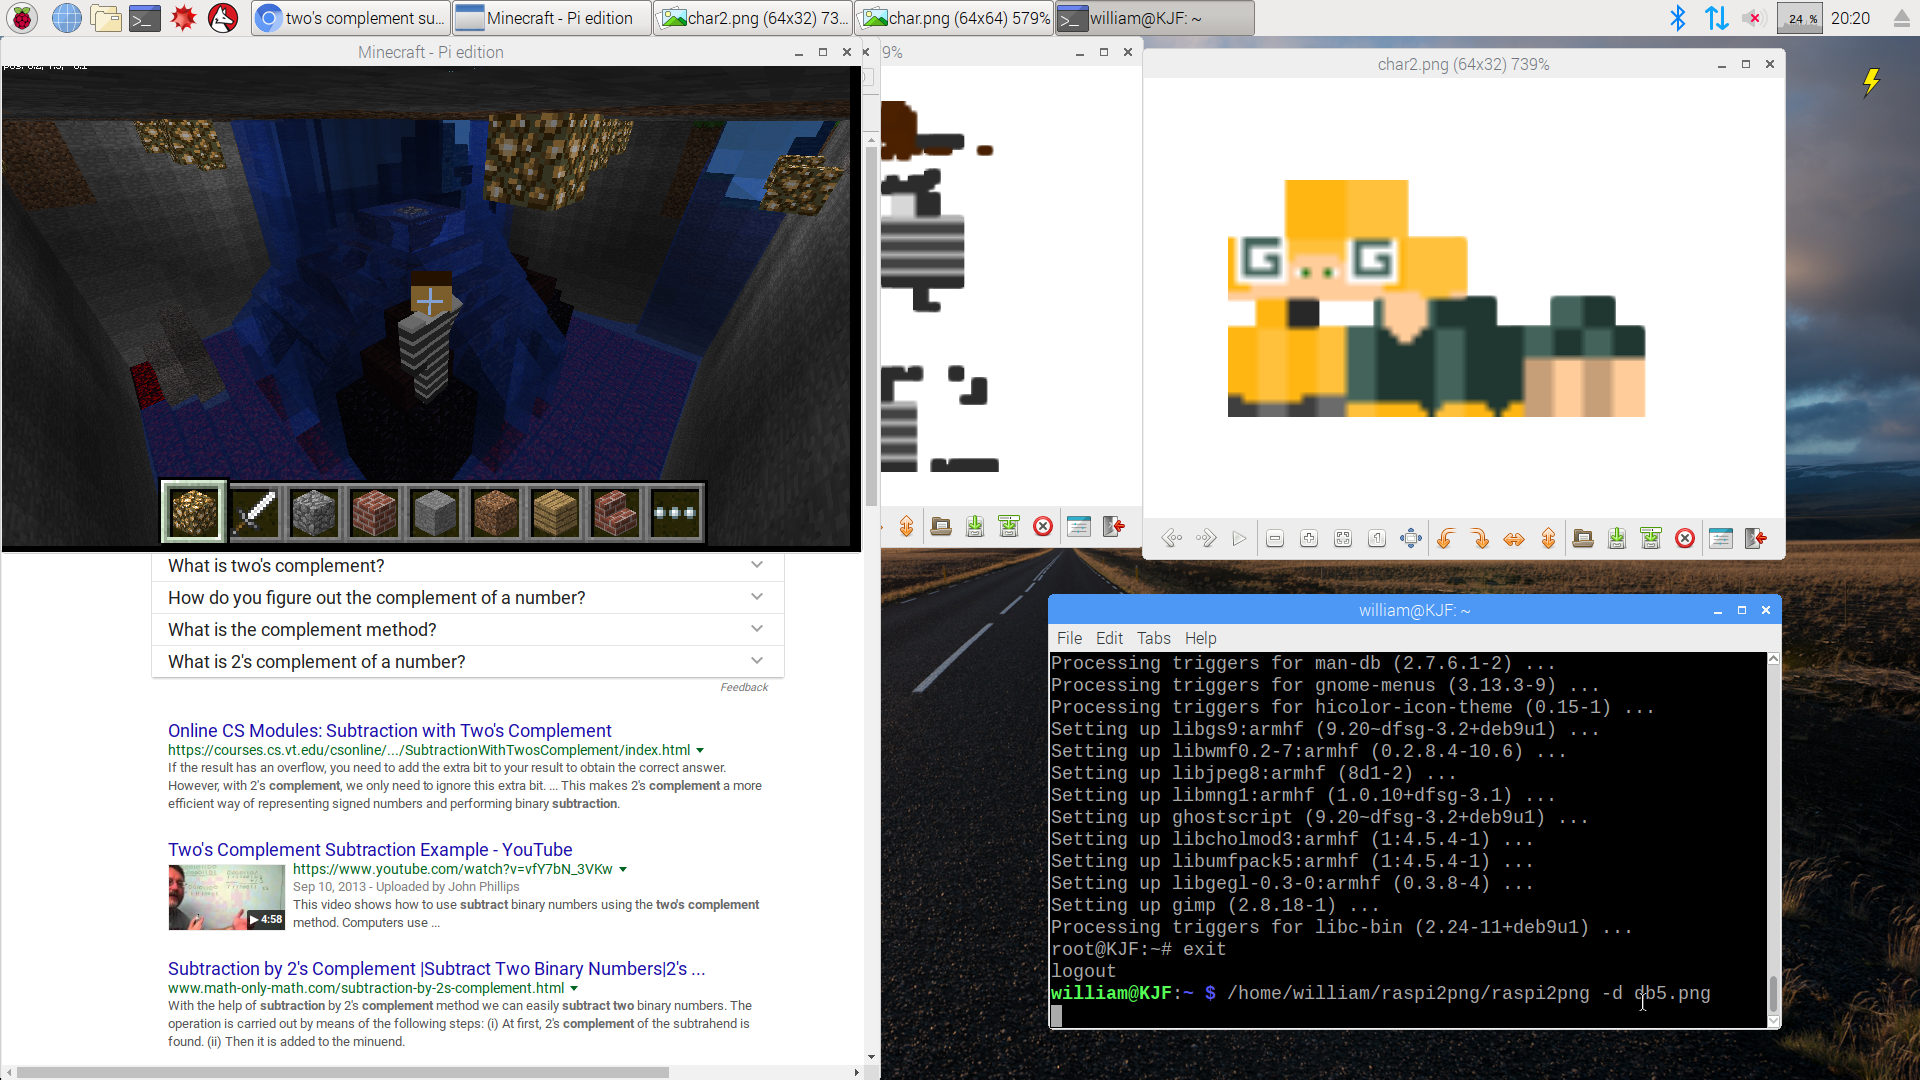 two's complement su...
Minecraft - Pi edition
char2.png (64x32) 73...
char.png (64x64) 579%
william@KJF: ~
24 %
20:20
Minecraft - Pi edition
9%
char2.png (64x32) 739%
What is two's complement?
How do you figure out the complement of a number?
What is the complement method?
What is 2's complement of a number?
Feedback
Online CS Modules: Subtraction with Two's Complement
https://courses.cs.vt.edu/csonline/.../SubtractionWithTwosComplement/index.html
If the result has an overflow, you need to add the extra bit to your result to obtain the correct answer.
However, with 2's complement, we only need to ignore this extra bit. ... This makes 2's complement a more
efficient way of representing signed numbers and performing binary subtraction.
Two's Complement Subtraction Example - YouTube
https://www.youtube.com/watch?v=vfY7bN_3VKw
Sep 10, 2013 - Uploaded by John Phillips
This video shows how to use subtract binary numbers using the two's complement
method. Computers use ...
4:58
Subtraction by 2's Complement |Subtract Two Binary Numbers|2's ...
www.math-only-math.com/subtraction-by-2s-complement.html
With the help of subtraction by 2's complement method we can easily subtract two binary numbers. The
operation is carried out by means of the following steps: (i) At first, 2's complement of the subtrahend is
found. (ii) Then it is added to the minuend.
william@KJF: ~
File Edit Tabs Help
Processing triggers for man-db (2.7.6.1-2) ...
Processing triggers for gnome-menus (3.13.3-9) ...
Processing triggers for hicolor-icon-theme (0.15-1) ...
Setting up libgs9:armhf (9.20~dfsg-3.2+deb9u1) ...
Setting up libwmf0.2-7:armhf (0.2.8.4-10.6) ...
Setting up libjpeg8:armhf (8d1-2) ...
Setting up libmng1:armhf (1.0.10+dfsg-3.1) ...
Setting up ghostscript (9.20~dfsg-3.2+deb9u1) ...
Setting up libcholmod3:armhf (1:4.5.4-1) ...
Setting up libumfpack5:armhf (1:4.5.4-1) ...
Setting up libgegl-0.3-0:armhf (0.3.8-4) ...
Setting up gimp (2.8.18-1) ...
Processing triggers for libc-bin (2.24-11+deb9u1) ...
root@KJF:~# exit
logout
william@KJF:~ $ /home/william/raspi2png/raspi2png -d db5.png